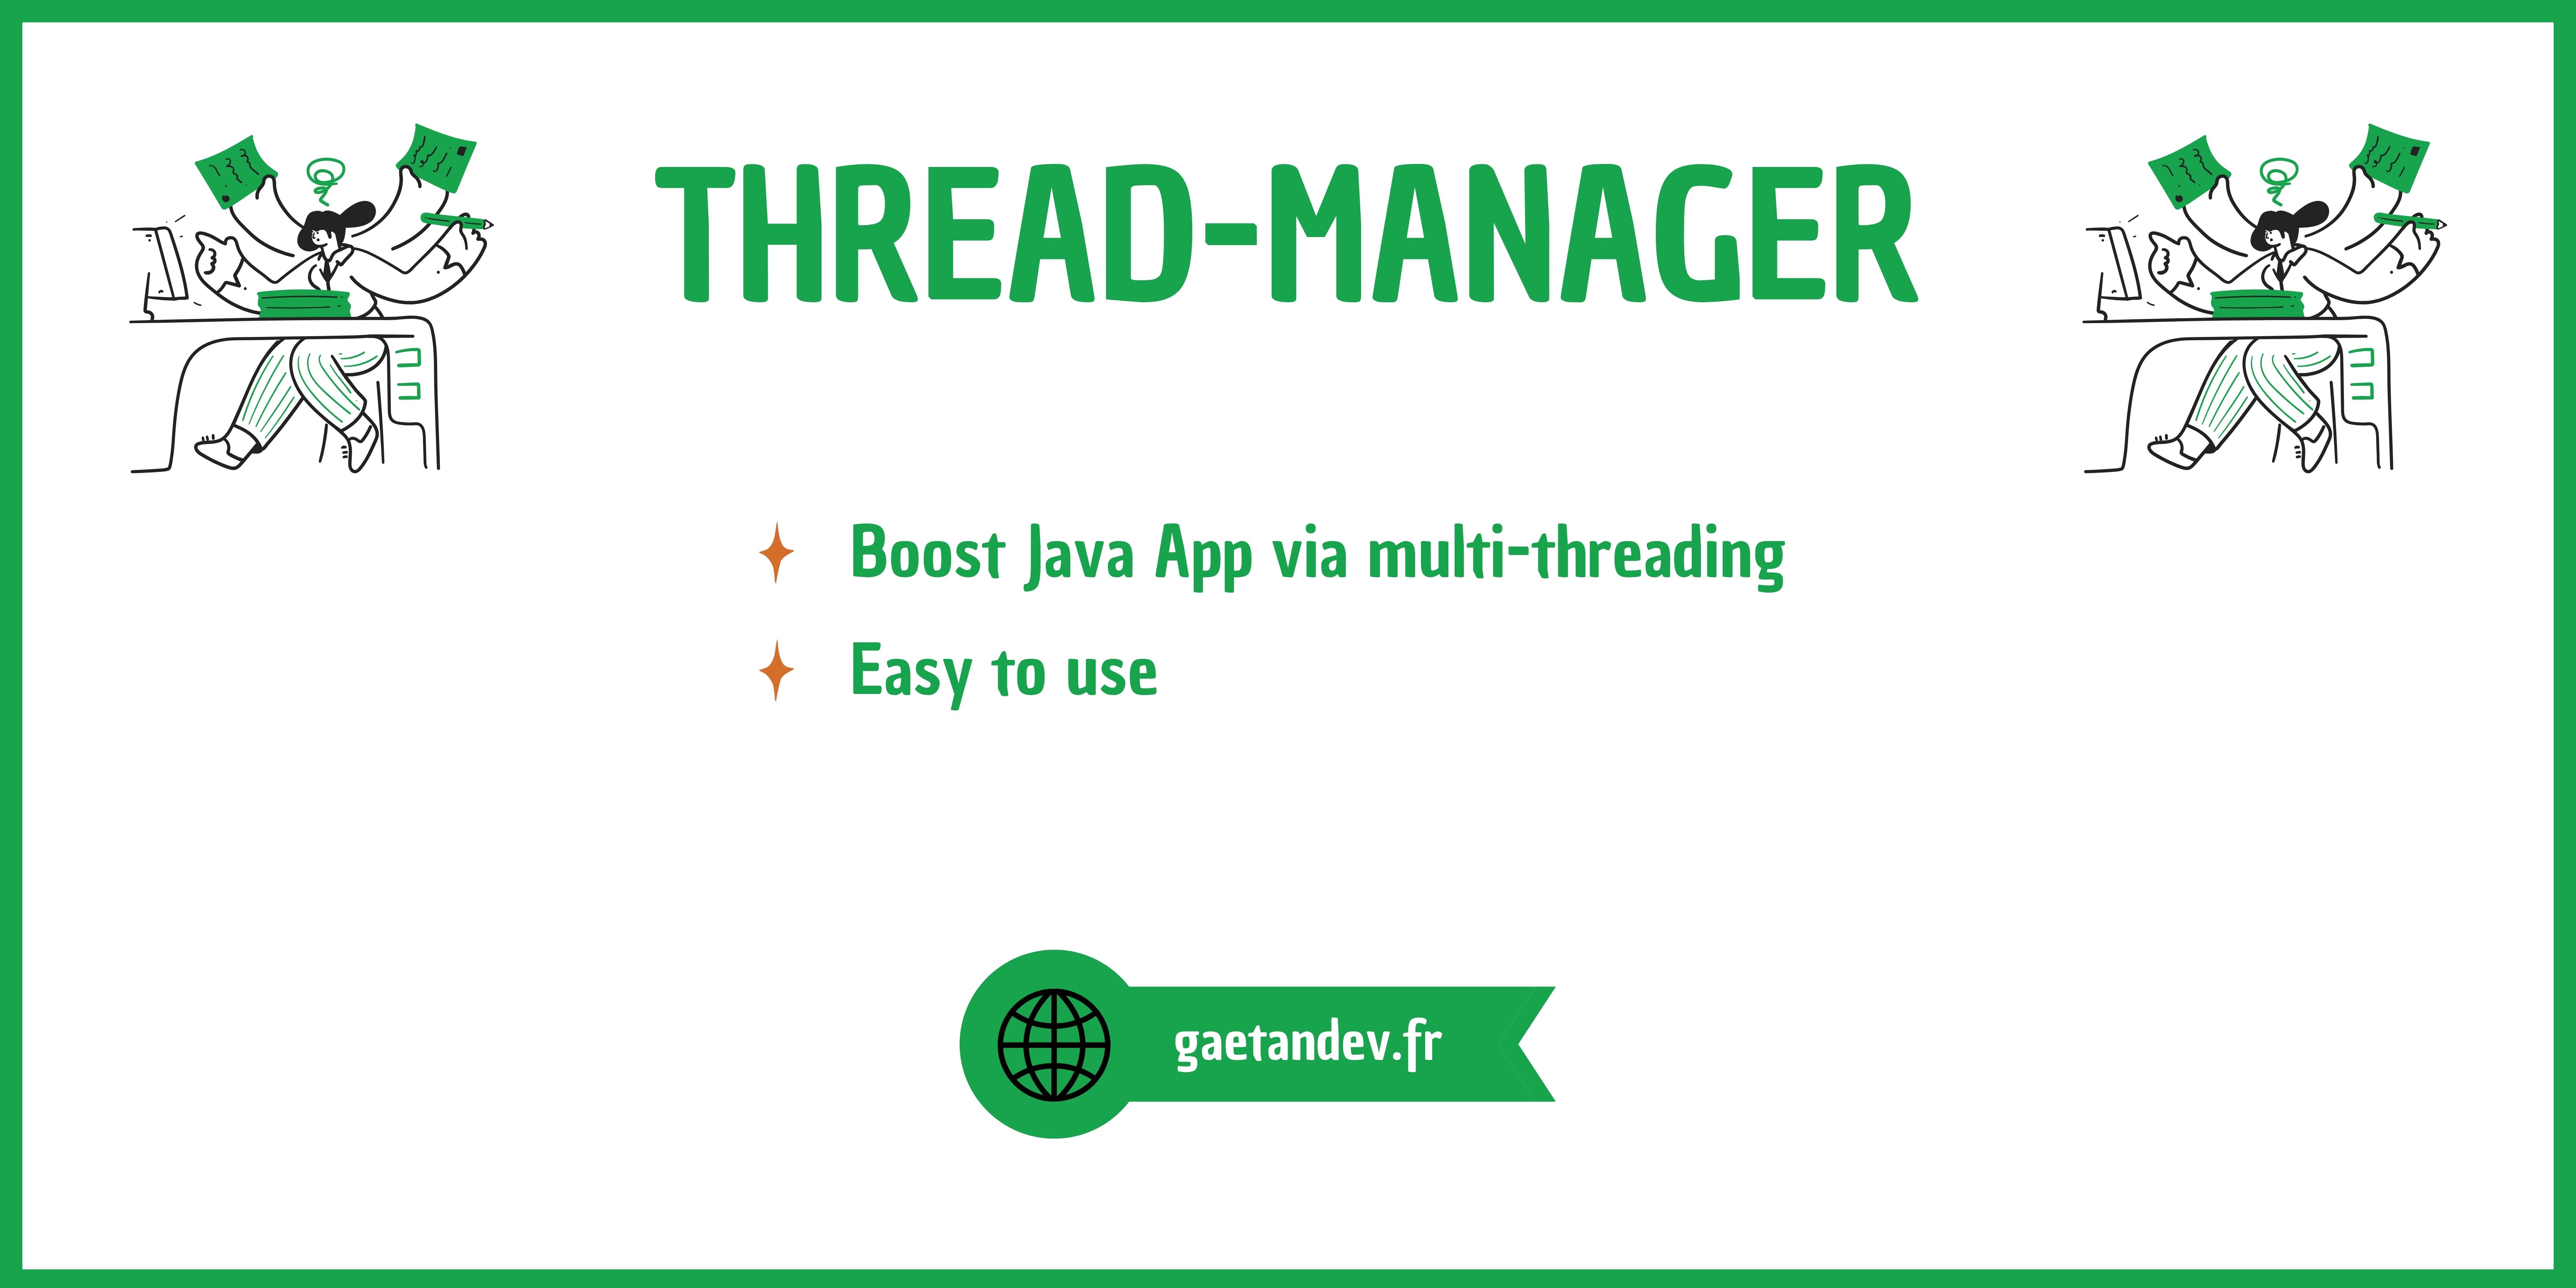 THREAD-MANAGER
Boost Java App via multi-threading
Easy to use
gaetandev.fr